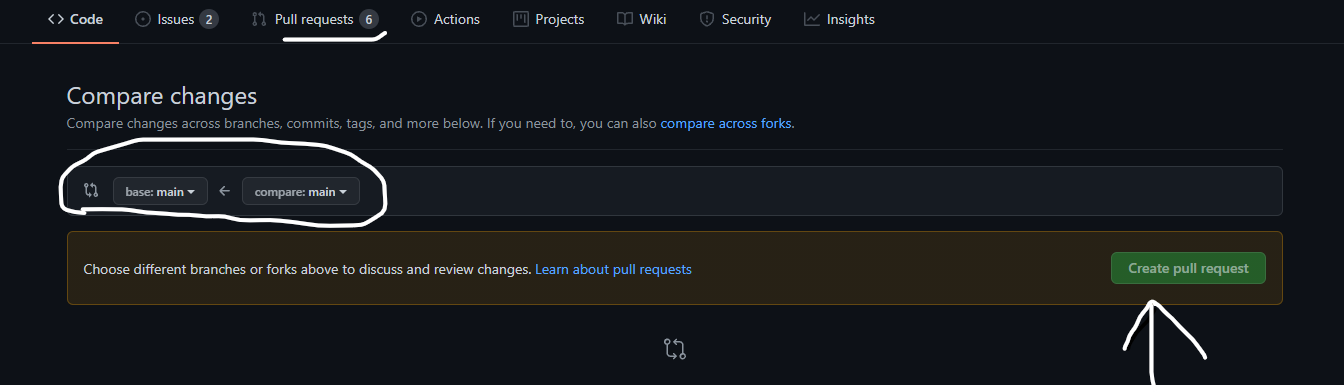 Code Issues 2 Pull requests 6 Actions Projects Wiki Security Insights
Compare changes
Compare changes across branches, commits, tags, and more below. If you need to, you can also compare across forks.
base: main compare: main
Choose different branches or forks above to discuss and review changes. Learn about pull requests Create pull request